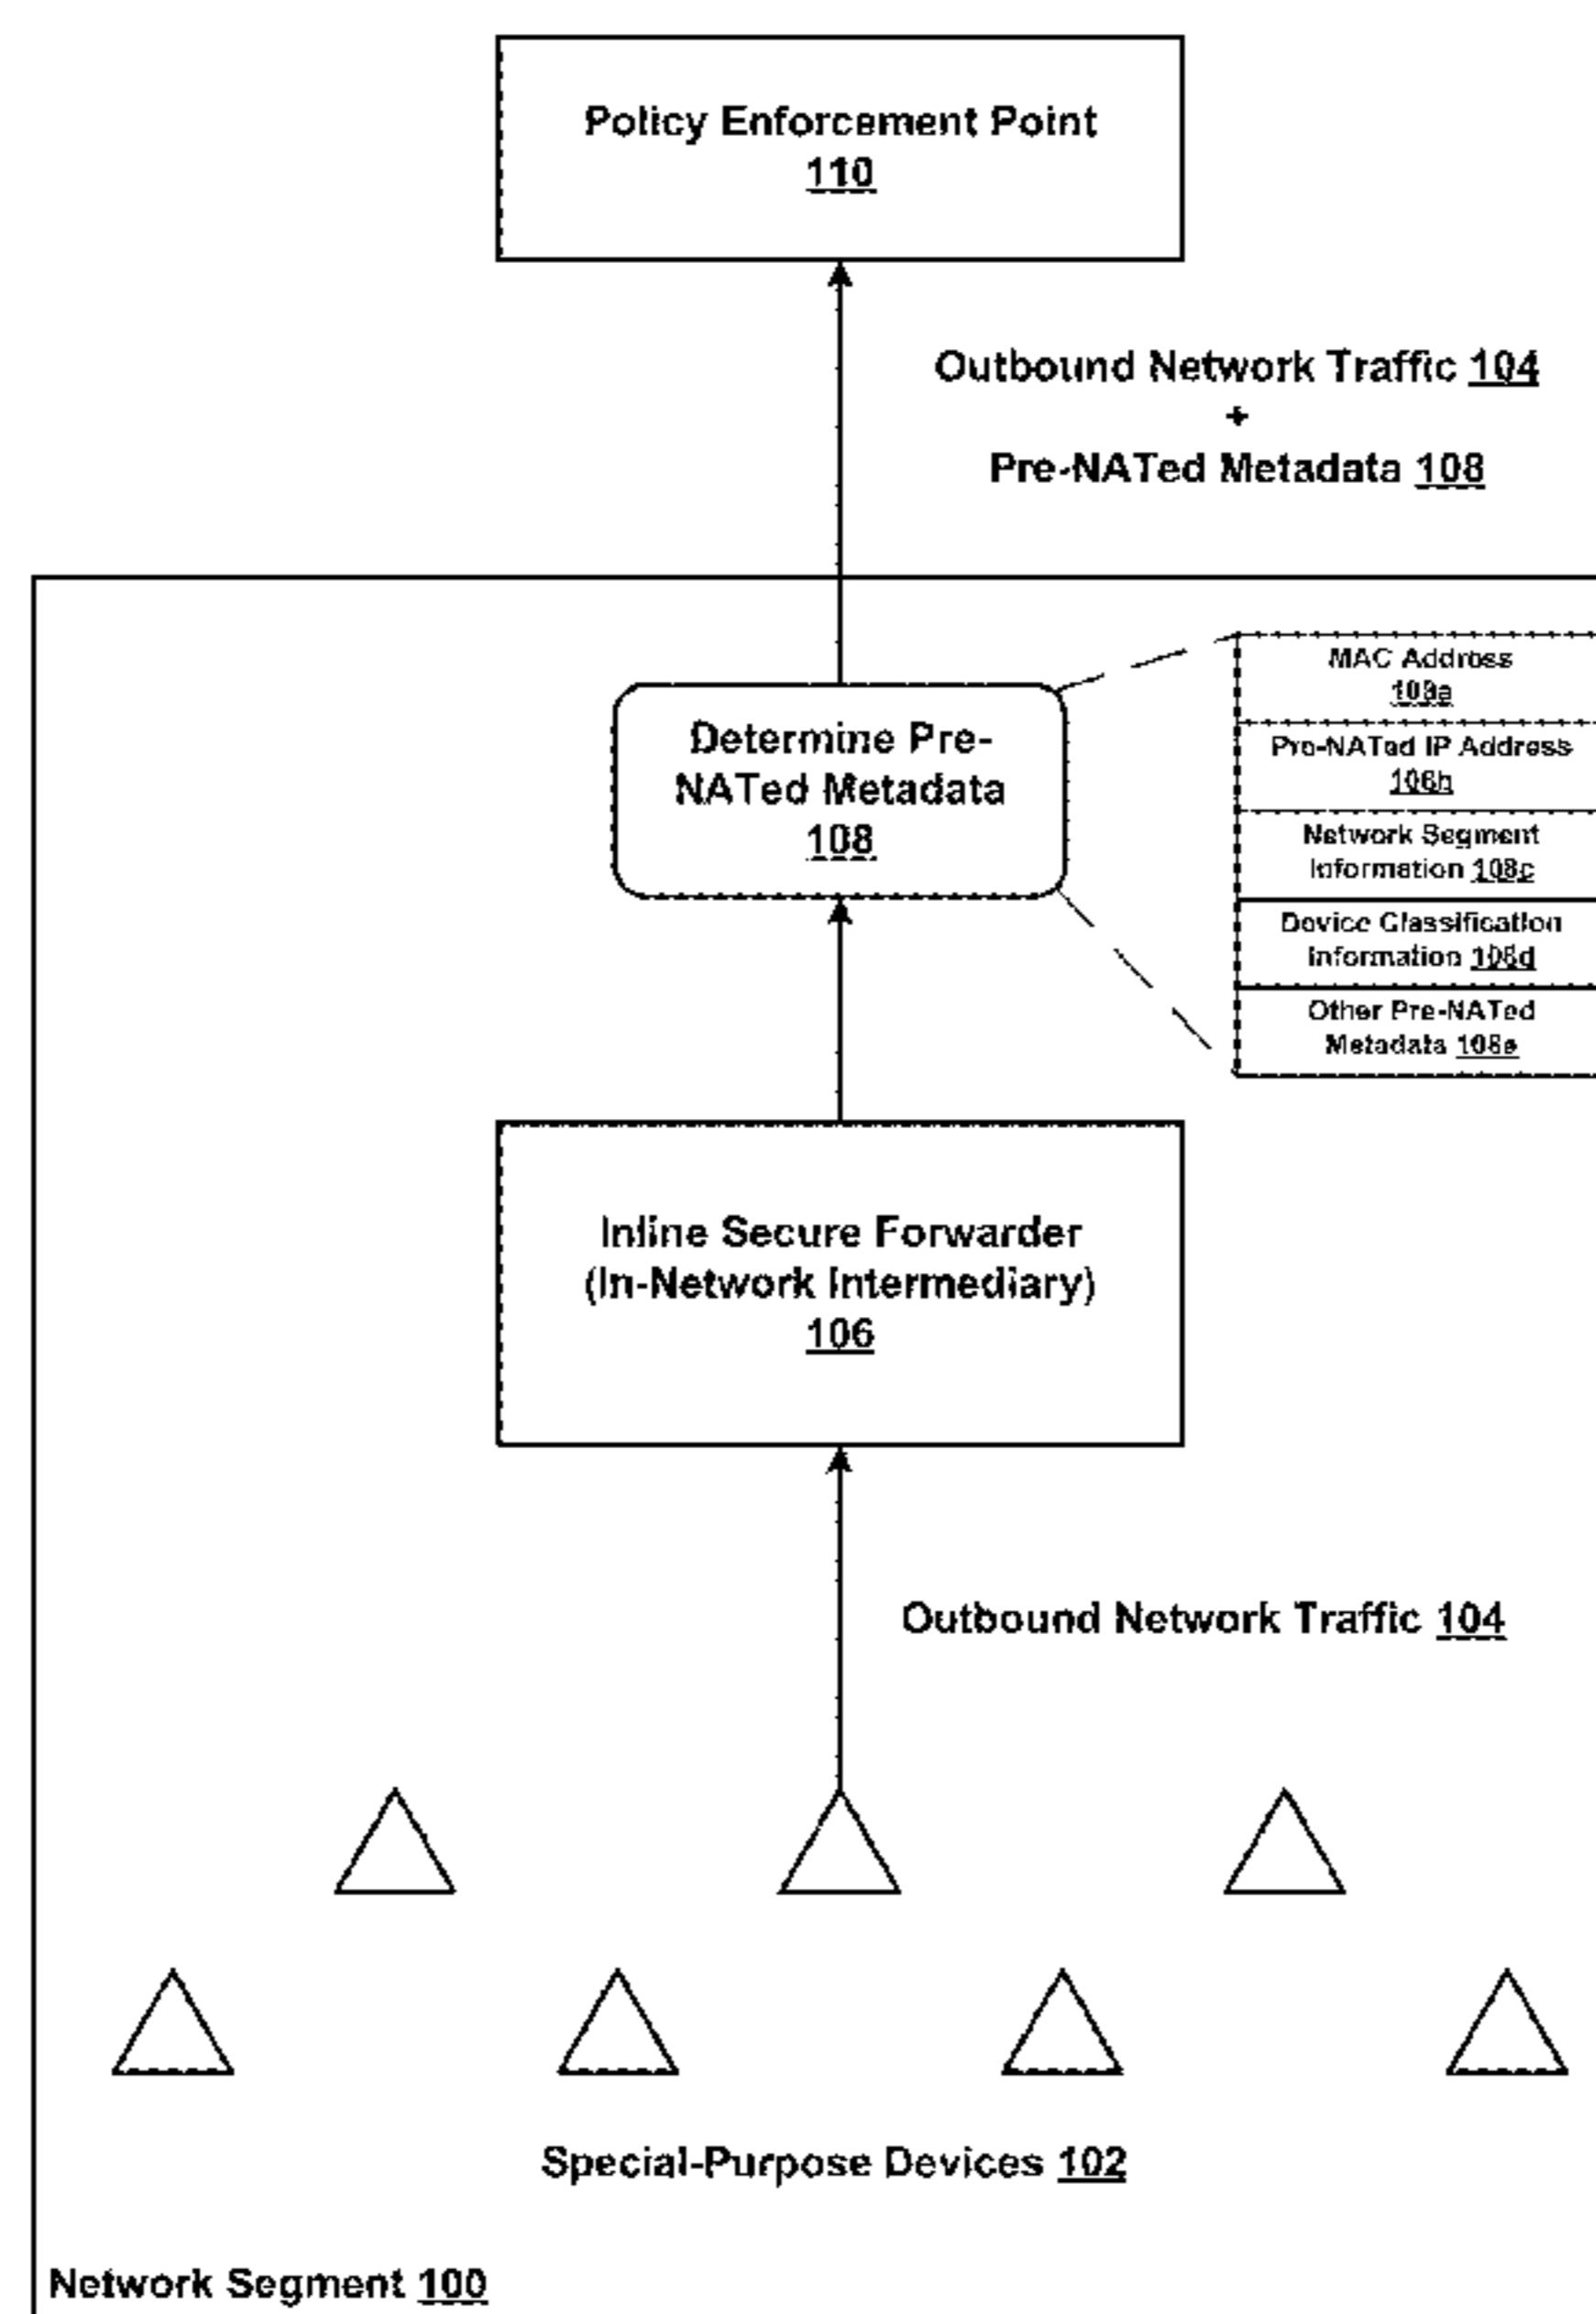 Policy Enforcement Point
110
Outbound Network Traffic 104
+
Pre-NATed Metadata 108
MAC Address
108a
Determine Pre-
NATed Metadata
108
Pre-NATed IP Address
108b
Network Segment
Information 108c
Device Classification
Information 108d
Other Pre-NATed
Metadata 108e
Inline Secure Forwarder
(In-Network Intermediary)
106
Outbound Network Traffic 104
Special-Purpose Devices 102
Network Segment 100